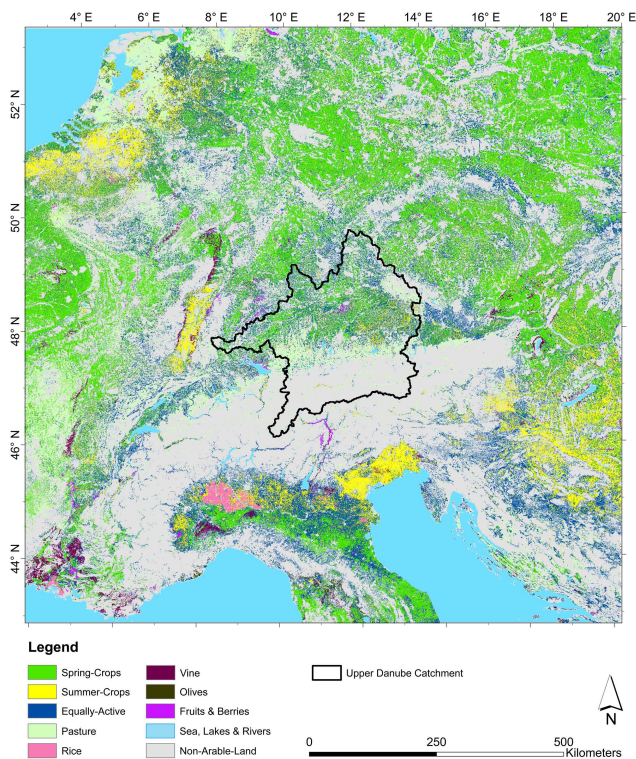 4° E 6° E 8° E 10° E 12° E 14° E 16° E 18° E 20° E
52° N
50° N
48° N
46° N
44° N
Legend
Spring-Crops
Summer-Crops
Equally-Active
Pasture
Rice
Vine
Olives
Fruits & Berries
Sea, Lakes & Rivers
Non-Arable-Land
Upper Danube Catchment
N
0 250 500
Kilometers